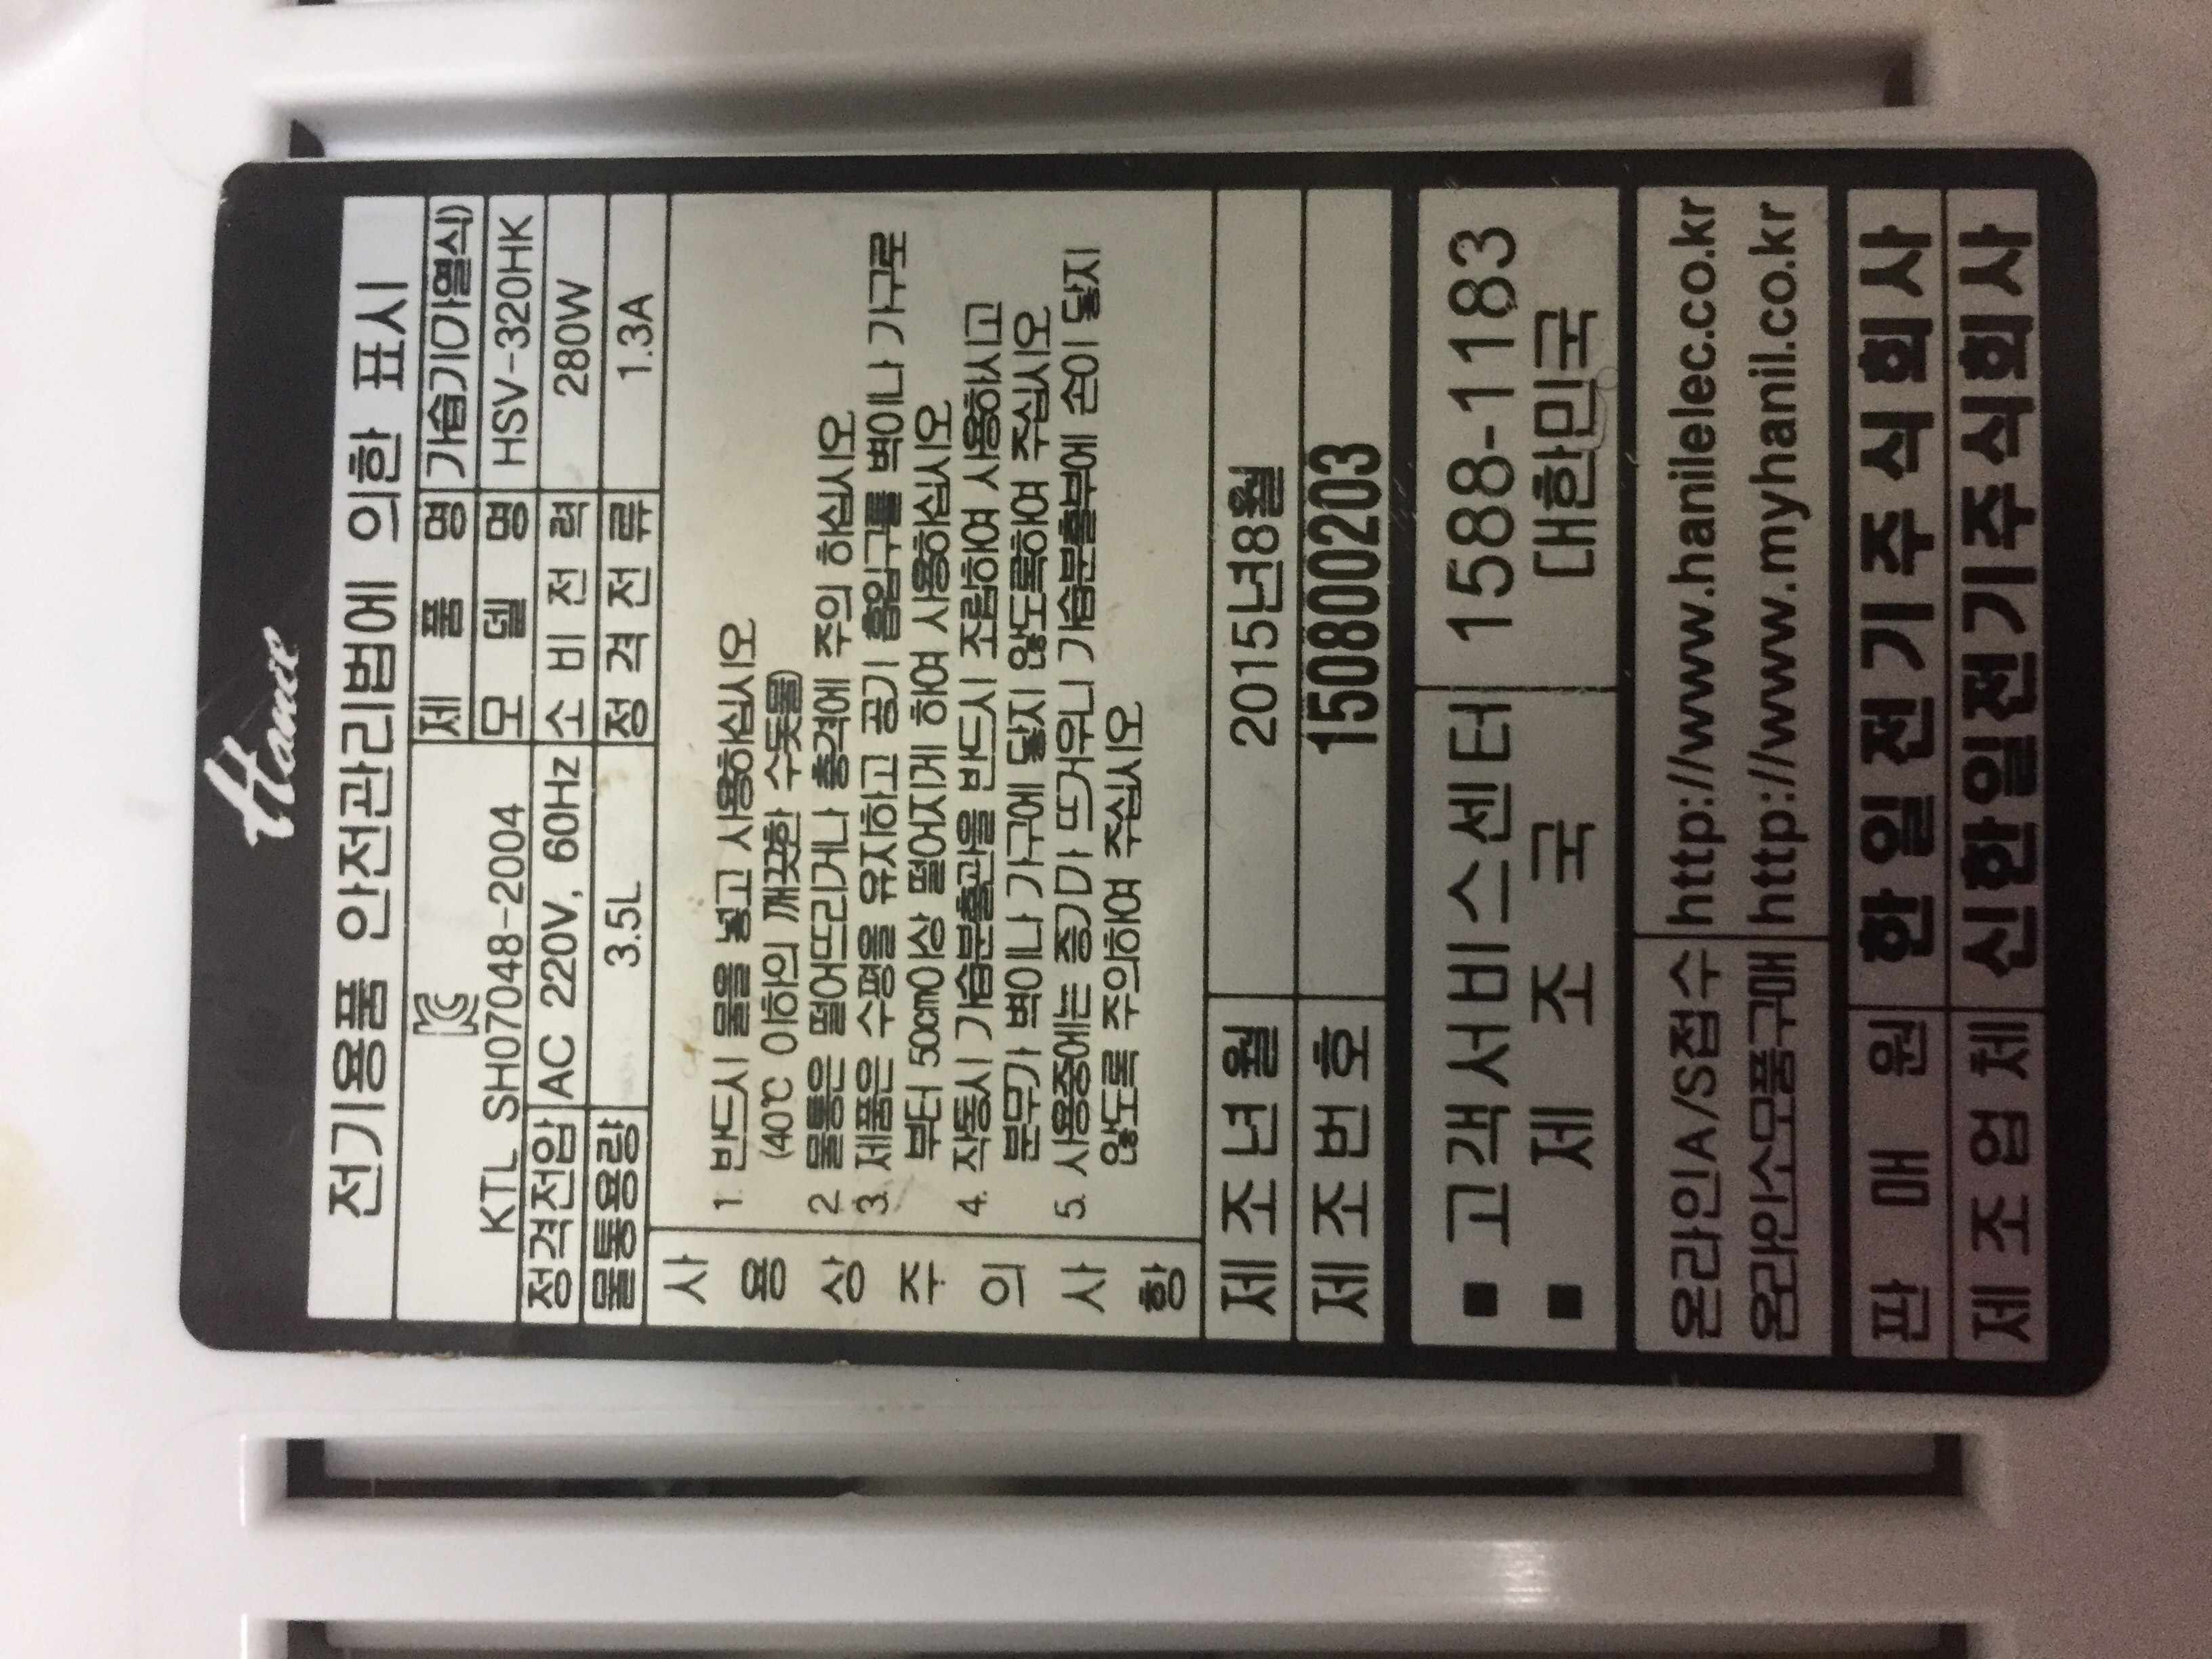 Hance
전기용품 안전관리법에 의한 표시
KC
KTL SH07048-2004
제 품 명 가습기(가열식)
모 델 명 HSV-320HK
정격전압 AC 220V, 60Hz 소 비 전 력 280W
물통용량 3.5L 정 격 전 류 1.3A
사용상주의사항
1. 반드시 물을 넣고 사용하십시오
(40℃ 이하의 깨끗한 수돗물)
2. 물통은 떨어뜨리거나 충격에 주의 하십시오
3. 제품은 수평을 유지하고 공기 흡입구를 벽이나 가구로
부터 50cm이상 떨어지게 하여 사용하십시오
4. 작동시 가습분출관을 반드시 조립하여 사용하시고
분무가 벽이나 가구에 닿지 않도록하여 주십시오
5. 사용중에는 증기가 뜨거우니 가습분출부에 손이 닿지
않도록 주의하여 주십시오
제 조 년 월 2015년8월
제 조 번 호 150800203
■ 고객서비스센터 1588-1183
■ 제 조 국 대한민국
온라인A/S접수 http://www.hanilelec.co.kr
온라인소모품구매 http://www.myhanil.co.kr
판 매 원 한일전기주식회사
제 조 업 체 신한일전기주식회사